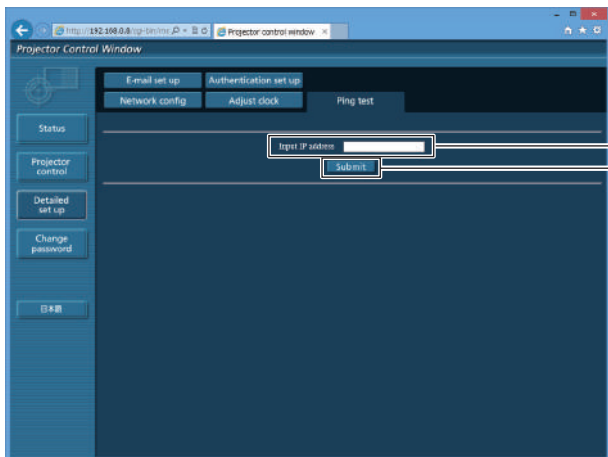 http://192.168.0.8/cgi-bin/mr
Projector control window
Projector Control Window
E-mail set up
Authentication set up
Network config
Adjust clock
Ping test
Status
Input IP address
Submit
Projector
control
Detailed
set up
Change
password
日本語